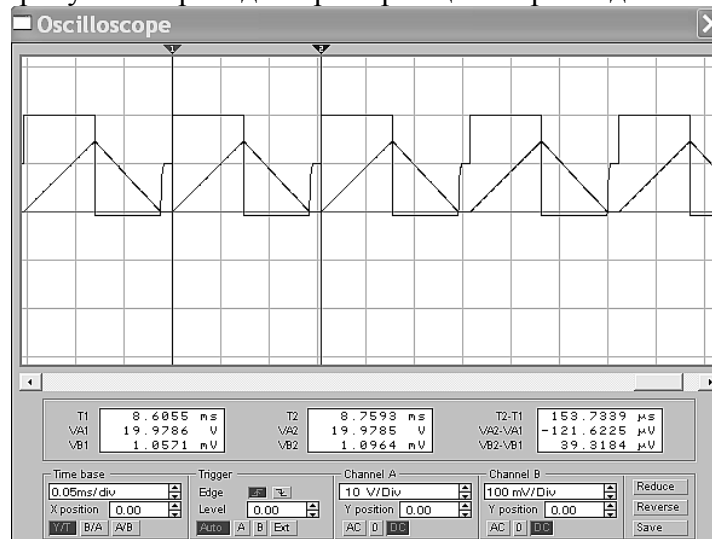 Oscilloscope
1 2
T1 8.6055 ms T2 8.7593 ms T2-T1 153.7339 µs
VA1 19.9786 V VA2 19.9785 V VA2-VA1 -121.6225 µV
VB1 1.0571 mV VB2 1.0964 mV VB2-VB1 39.3184 µV
Time base Trigger Channel A Channel B
0.05ms/div Edge 10 V/Div 100 mV/Div Reduce
X position 0.00 Level 0.00 Y position 0.00 Y position 0.00 Reverse
Y/T B/A A/B Auto A B Ext AC 0 DC AC 0 DC Save